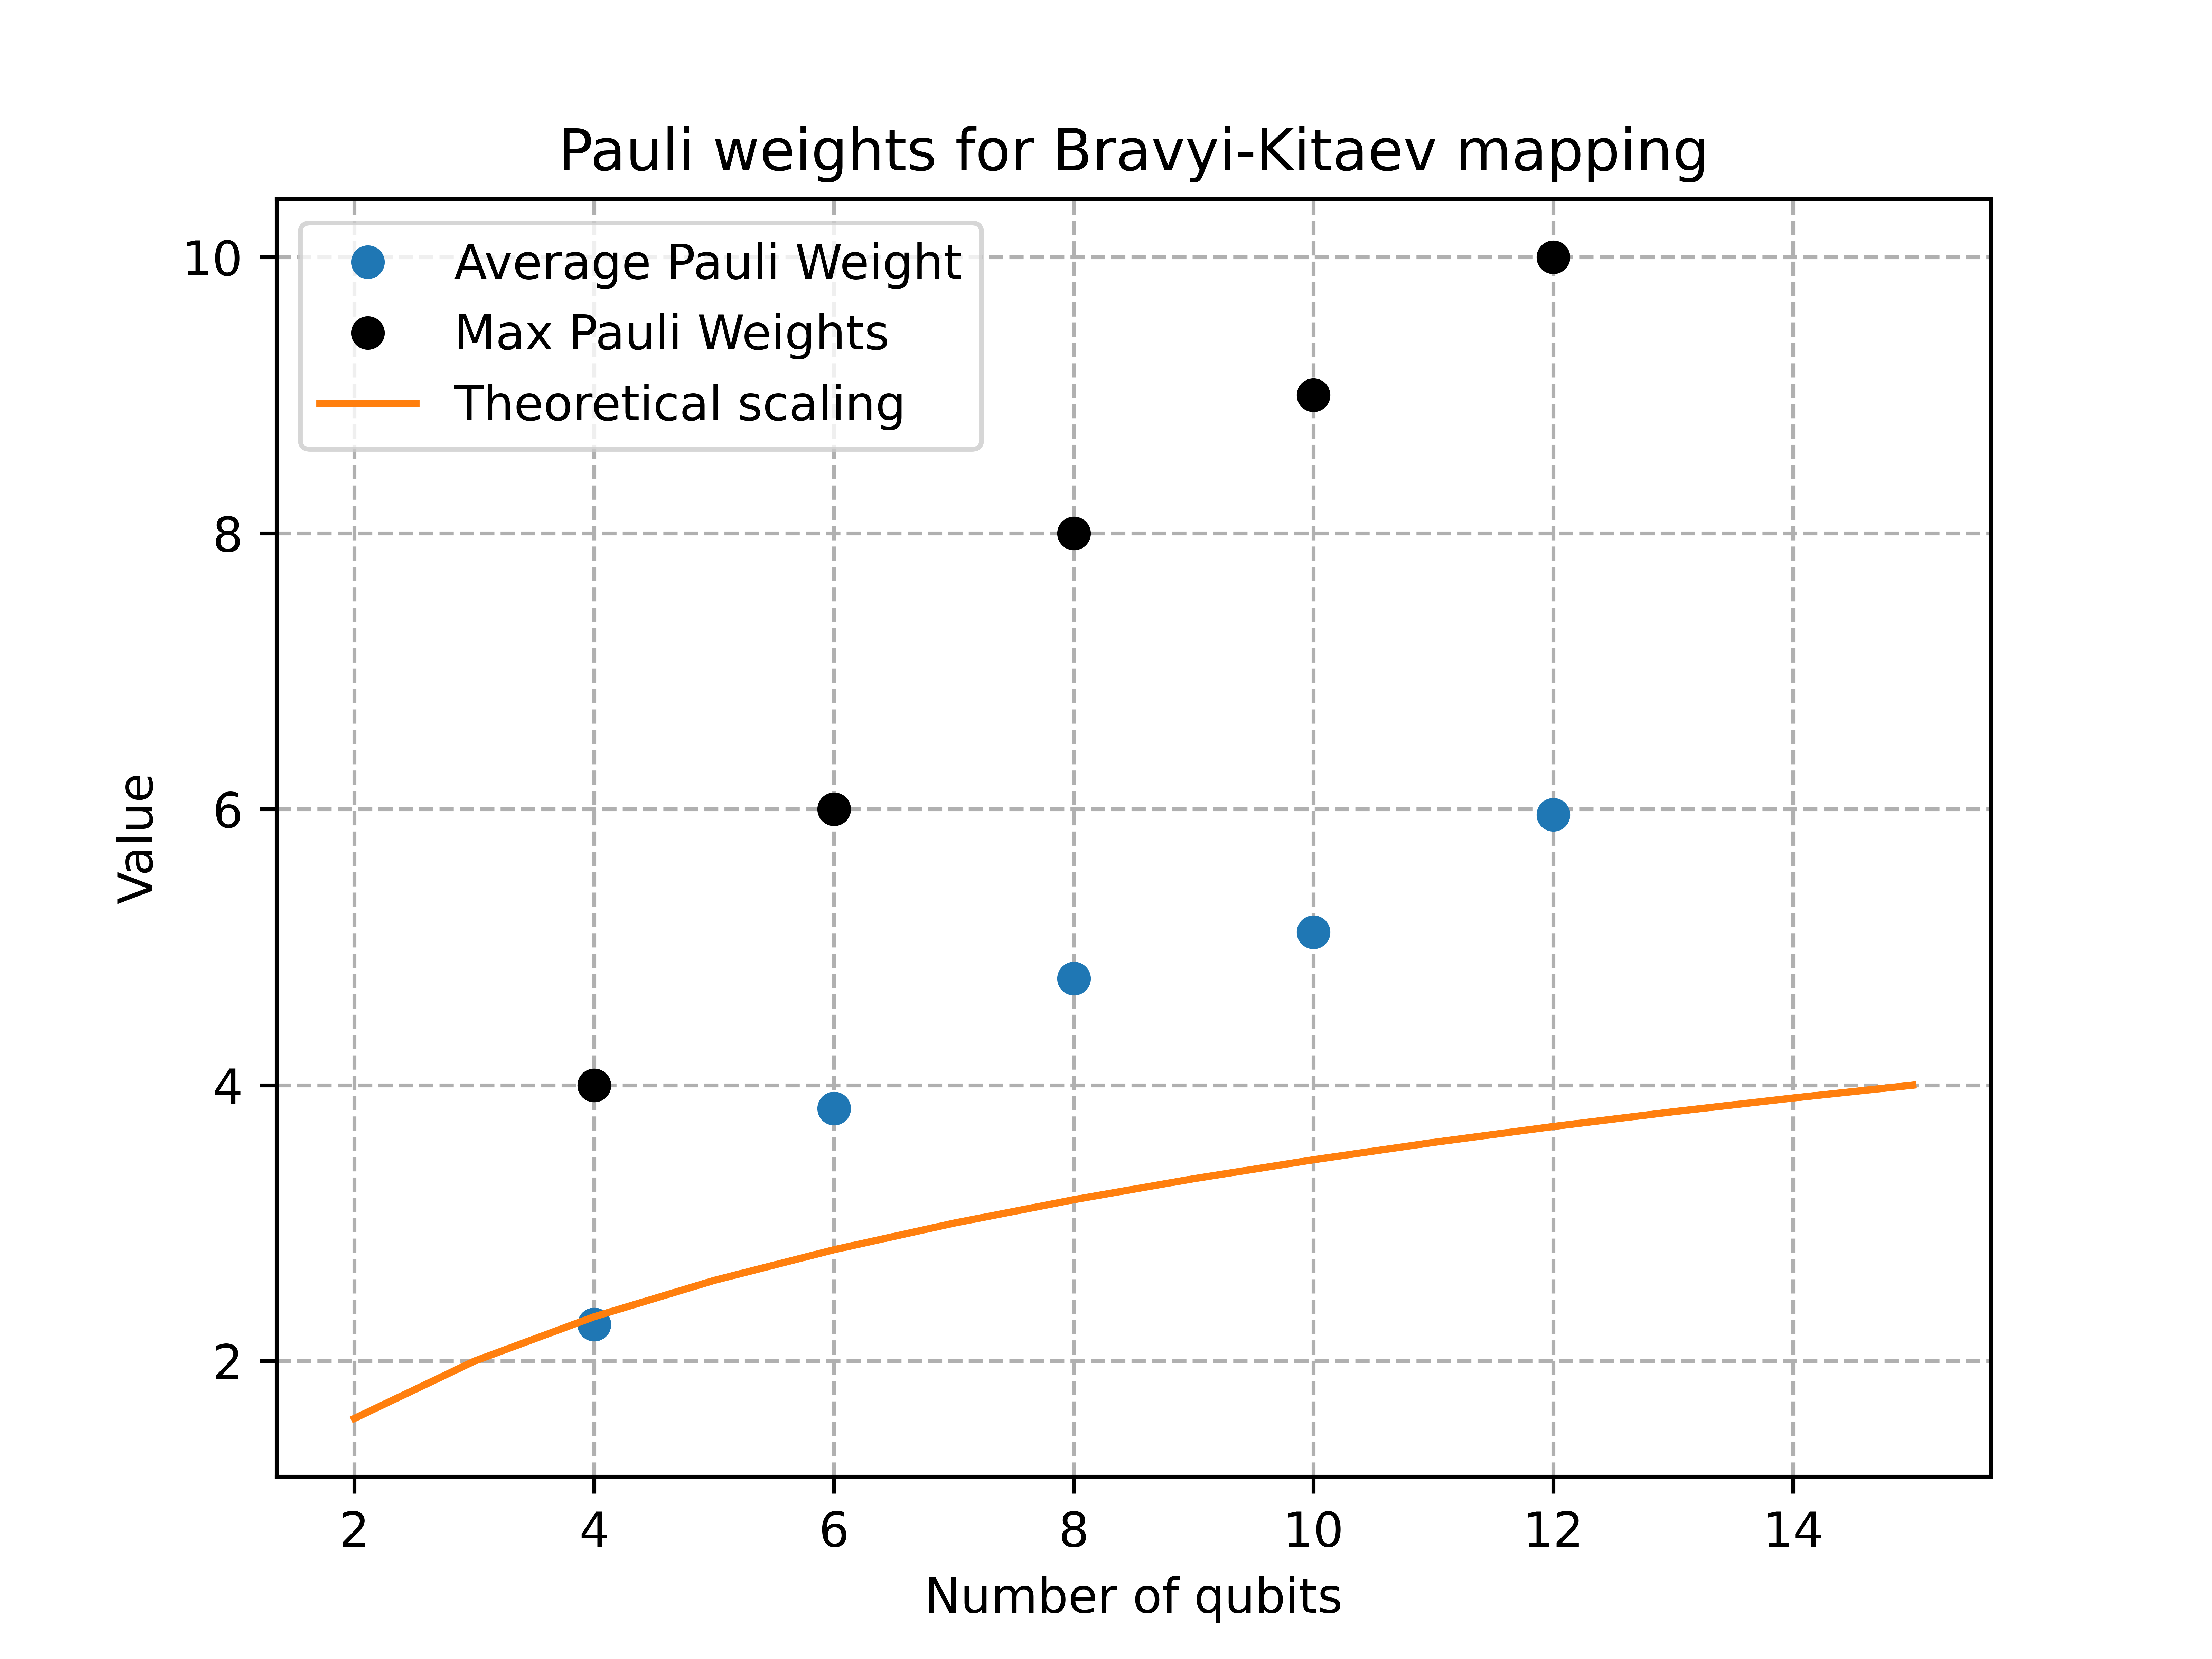 Pauli weights for Bravyi-Kitaev mapping
Average Pauli Weight
Max Pauli Weights
Theoretical scaling
10
8
6
4
2
Value
2 4 6 8 10 12 14
Number of qubits